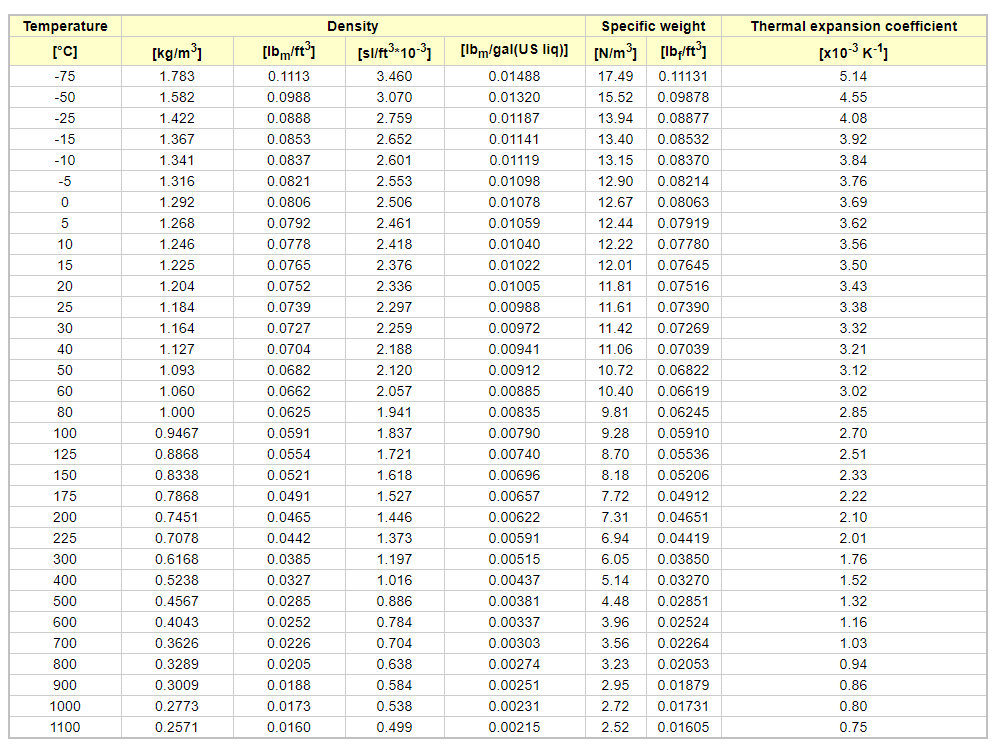 Temperature Density Specific weight Thermal expansion coefficient
[°C] [kg/m³] [lbm/ft³] [sl/ft³*10⁻³] [lbm/gal(US liq)] [N/m³] [lbf/ft³] [x10⁻³ K⁻¹]
-75 1.783 0.1113 3.460 0.01488 17.49 0.11131 5.14
-50 1.582 0.0988 3.070 0.01320 15.52 0.09878 4.55
-25 1.422 0.0888 2.759 0.01187 13.94 0.08877 4.08
-15 1.367 0.0853 2.652 0.01141 13.40 0.08532 3.92
-10 1.341 0.0837 2.601 0.01119 13.15 0.08370 3.84
-5 1.316 0.0821 2.553 0.01098 12.90 0.08214 3.76
0 1.292 0.0806 2.506 0.01078 12.67 0.08063 3.69
5 1.268 0.0792 2.461 0.01059 12.44 0.07919 3.62
10 1.246 0.0778 2.418 0.01040 12.22 0.07780 3.56
15 1.225 0.0765 2.376 0.01022 12.01 0.07645 3.50
20 1.204 0.0752 2.336 0.01005 11.81 0.07516 3.43
25 1.184 0.0739 2.297 0.00988 11.61 0.07390 3.38
30 1.164 0.0727 2.259 0.00972 11.42 0.07269 3.32
40 1.127 0.0704 2.188 0.00941 11.06 0.07039 3.21
50 1.093 0.0682 2.120 0.00912 10.72 0.06822 3.12
60 1.060 0.0662 2.057 0.00885 10.40 0.06619 3.02
80 1.000 0.0625 1.941 0.00835 9.81 0.06245 2.85
100 0.9467 0.0591 1.837 0.00790 9.28 0.05910 2.70
125 0.8868 0.0554 1.721 0.00740 8.70 0.05536 2.51
150 0.8338 0.0521 1.618 0.00696 8.18 0.05206 2.33
175 0.7868 0.0491 1.527 0.00657 7.72 0.04912 2.22
200 0.7451 0.0465 1.446 0.00622 7.31 0.04651 2.10
225 0.7078 0.0442 1.373 0.00591 6.94 0.04419 2.01
300 0.6168 0.0385 1.197 0.00515 6.05 0.03850 1.76
400 0.5238 0.0327 1.016 0.00437 5.14 0.03270 1.52
500 0.4567 0.0285 0.886 0.00381 4.48 0.02851 1.32
600 0.4043 0.0252 0.784 0.00337 3.96 0.02524 1.16
700 0.3626 0.0226 0.704 0.00303 3.56 0.02264 1.03
800 0.3289 0.0205 0.638 0.00274 3.23 0.02053 0.94
900 0.3009 0.0188 0.584 0.00251 2.95 0.01879 0.86
1000 0.2773 0.0173 0.538 0.00231 2.72 0.01731 0.80
1100 0.2571 0.0160 0.499 0.00215 2.52 0.01605 0.75